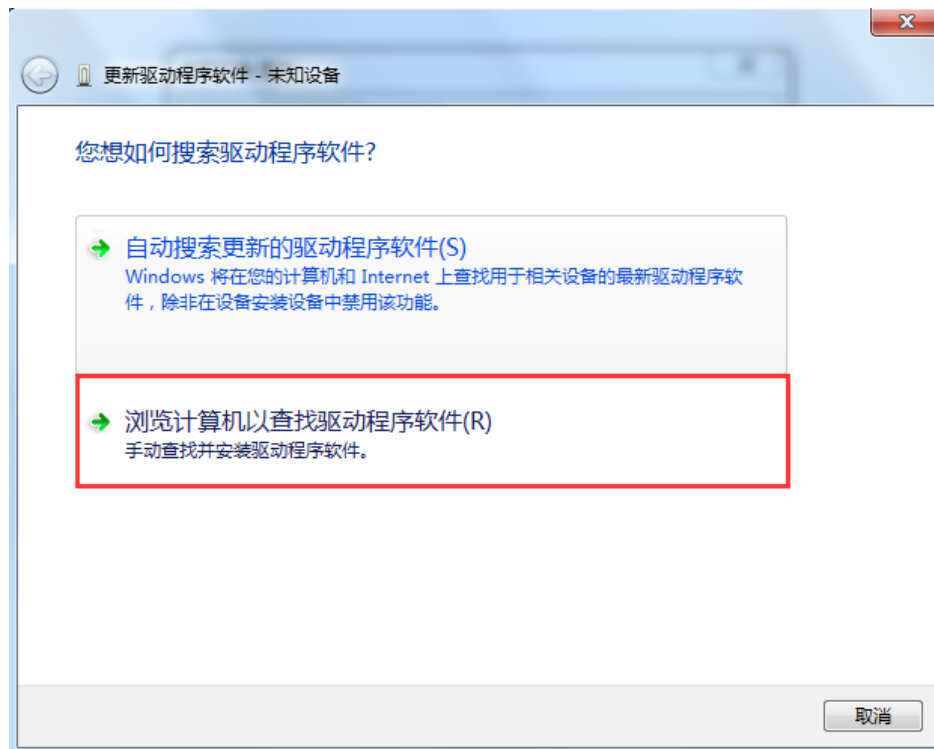 更新驱动程序软件 - 未知设备
您想如何搜索驱动程序软件?
自动搜索更新的驱动程序软件(S)
Windows 将在您的计算机和 Internet 上查找用于相关设备的最新驱动程序软
件，除非在设备安装设备中禁用该功能。
浏览计算机以查找驱动程序软件(R)
手动查找并安装驱动程序软件。
取消